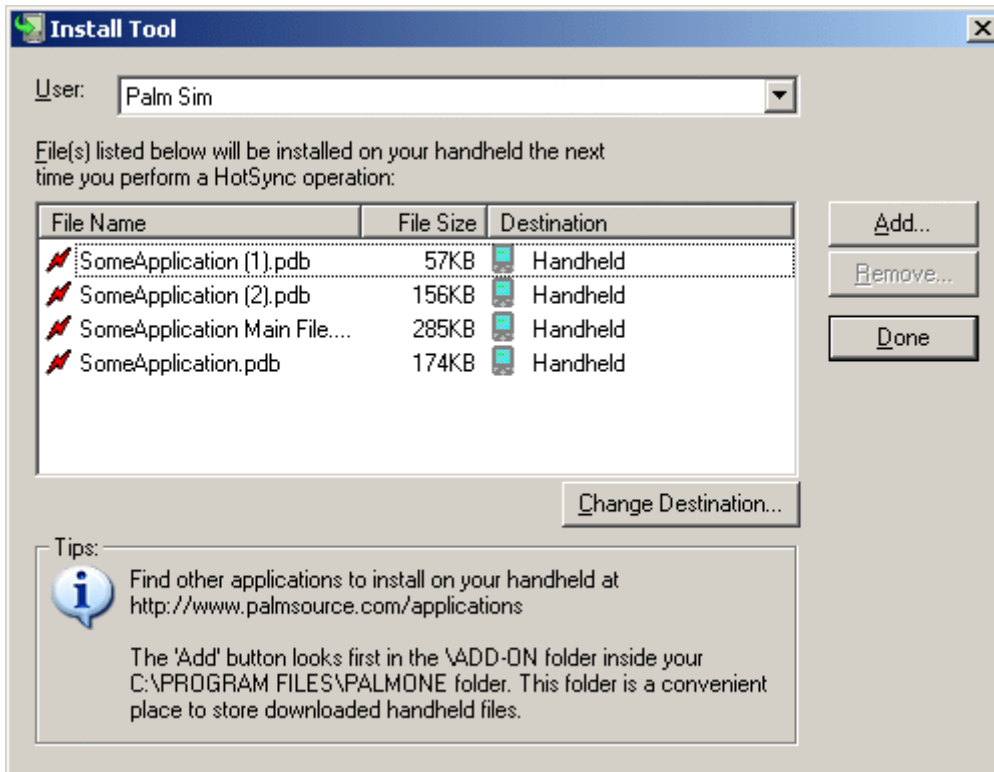 Install Tool
User: Palm Sim
File(s) listed below will be installed on your handheld the next
time you perform a HotSync operation:
File Name File Size Destination
SomeApplication (1).pdb 57KB Handheld
SomeApplication (2).pdb 156KB Handheld
SomeApplication Main File.... 285KB Handheld
SomeApplication.pdb 174KB Handheld
Add...
Remove...
Done
Change Destination...
Tips:
Find other applications to install on your handheld at
http://www.palmsource.com/applications
The 'Add' button looks first in the \ADD-ON folder inside your
C:\PROGRAM FILES\PALMONE folder. This folder is a convenient
place to store downloaded handheld files.